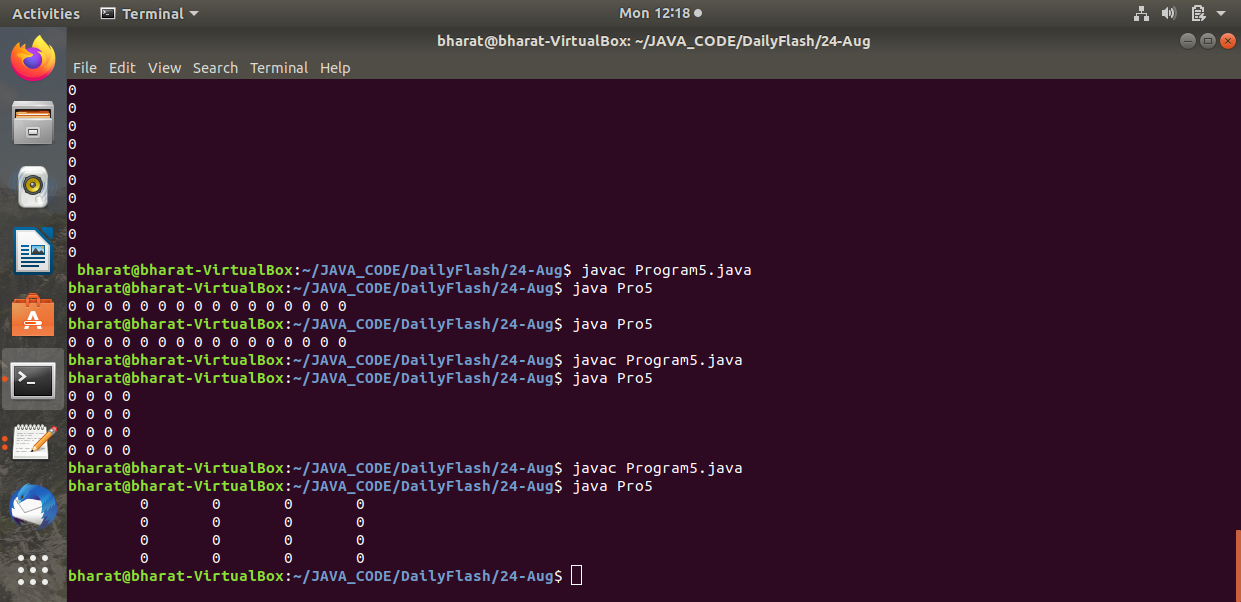 Activities Terminal Mon 12:18
bharat@bharat-VirtualBox: ~/JAVA_CODE/DailyFlash/24-Aug
File Edit View Search Terminal Help
0
0
0
0
0
0
0
0
0
0
bharat@bharat-VirtualBox:~/JAVA_CODE/DailyFlash/24-Aug$ javac Program5.java
bharat@bharat-VirtualBox:~/JAVA_CODE/DailyFlash/24-Aug$ java Pro5
0 0 0 0 0 0 0 0 0 0 0 0 0 0 0 0
bharat@bharat-VirtualBox:~/JAVA_CODE/DailyFlash/24-Aug$ java Pro5
0 0 0 0 0 0 0 0 0 0 0 0 0 0 0 0
bharat@bharat-VirtualBox:~/JAVA_CODE/DailyFlash/24-Aug$ javac Program5.java
bharat@bharat-VirtualBox:~/JAVA_CODE/DailyFlash/24-Aug$ java Pro5
0 0 0 0
0 0 0 0
0 0 0 0
0 0 0 0
bharat@bharat-VirtualBox:~/JAVA_CODE/DailyFlash/24-Aug$ javac Program5.java
bharat@bharat-VirtualBox:~/JAVA_CODE/DailyFlash/24-Aug$ java Pro5
0 0 0 0
0 0 0 0
0 0 0 0
0 0 0 0
bharat@bharat-VirtualBox:~/JAVA_CODE/DailyFlash/24-Aug$